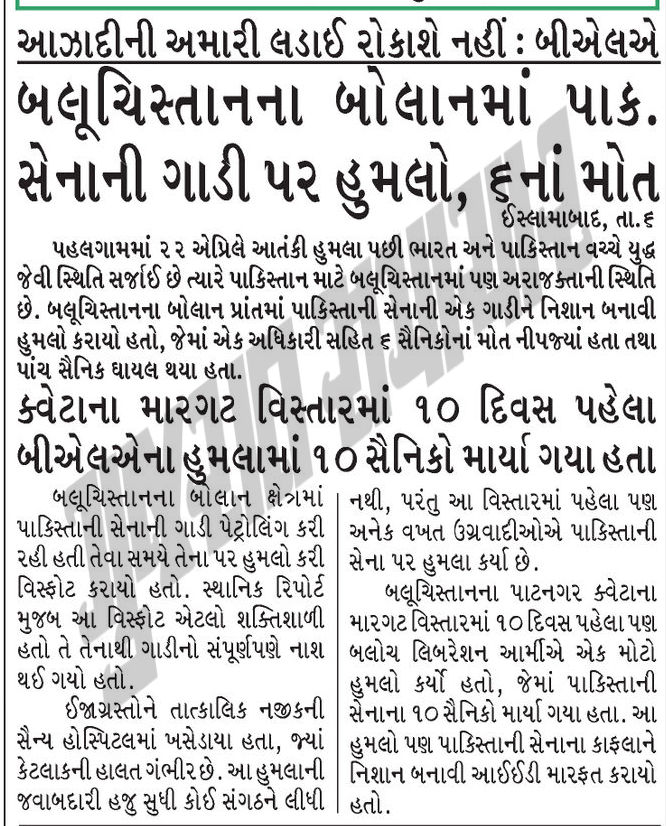 આઝાદીની અમારી લડાઈ રોકાશે નહીં : બીએલએ
બલૂચિસ્તાનના બોલાનમાં પાક.
સેનાની ગાડી પર હુમલો, ૬નાં મોત
ઈસ્લામાબાદ, તા.૬
પહલગામમાં ૨૨ એપ્રિલે આતંકી હુમલા પછી ભારત અને પાકિસ્તાન વચ્ચે યુદ્ધ
જેવી સ્થિતિ સર્જાઈ છે ત્યારે પાકિસ્તાન માટે બલૂચિસ્તાનમાં પણ અરાજકતાની સ્થિતિ
છે. બલૂચિસ્તાનના બોલાન પ્રાંતમાં પાકિસ્તાની સેનાની એક ગાડીને નિશાન બનાવી
હુમલો કરાયો હતો, જેમાં એક અધિકારી સહિત ૬ સૈનિકોનાં મોત નીપજ્યાં હતા તથા
પાંચ સૈનિક ઘાયલ થયા હતા.
ક્વેટાના મારગટ વિસ્તારમાં ૧૦ દિવસ પહેલા
બીએલએના હુમલામાં ૧૦ સૈનિકો માર્યા ગયા હતા
બલૂચિસ્તાનના બોલાન ક્ષેત્રમાં
પાકિસ્તાની સેનાની ગાડી પેટ્રોલિંગ કરી
રહી હતી તેવા સમયે તેના પર હુમલો કરી
વિસ્ફોટ કરાયો હતો. સ્થાનિક રિપોર્ટ
મુજબ આ વિસ્ફોટ એટલો શક્તિશાળી
હતો તે તેનાથી ગાડીનો સંપૂર્ણપણે નાશ
થઈ ગયો હતો.
ઈજાગ્રસ્તોને તાત્કાલિક નજીકની
સૈન્ય હોસ્પિટલમાં ખસેડાયા હતા, જ્યાં
કેટલાકની હાલત ગંભીર છે. આ હુમલાની
જવાબદારી હજુ સુધી કોઈ સંગઠને લીધી
નથી, પરંતુ આ વિસ્તારમાં પહેલા પણ
અનેક વખત ઉગ્રવાદીઓએ પાકિસ્તાની
સેના પર હુમલા કર્યા છે.
બલૂચિસ્તાનના પાટનગર ક્વેટાના
મારગટ વિસ્તારમાં ૧૦ દિવસ પહેલા પણ
બલોચ લિબરેશન આર્મીએ એક મોટો
હુમલો કર્યો હતો, જેમાં પાકિસ્તાની
સેનાના ૧૦ સૈનિકો માર્યા ગયા હતા. આ
હુમલો પણ પાકિસ્તાની સેનાના કાફલાને
નિશાન બનાવી આઈઈડી મારફત કરાયો
હતો.
ગુજરાત સમાચાર